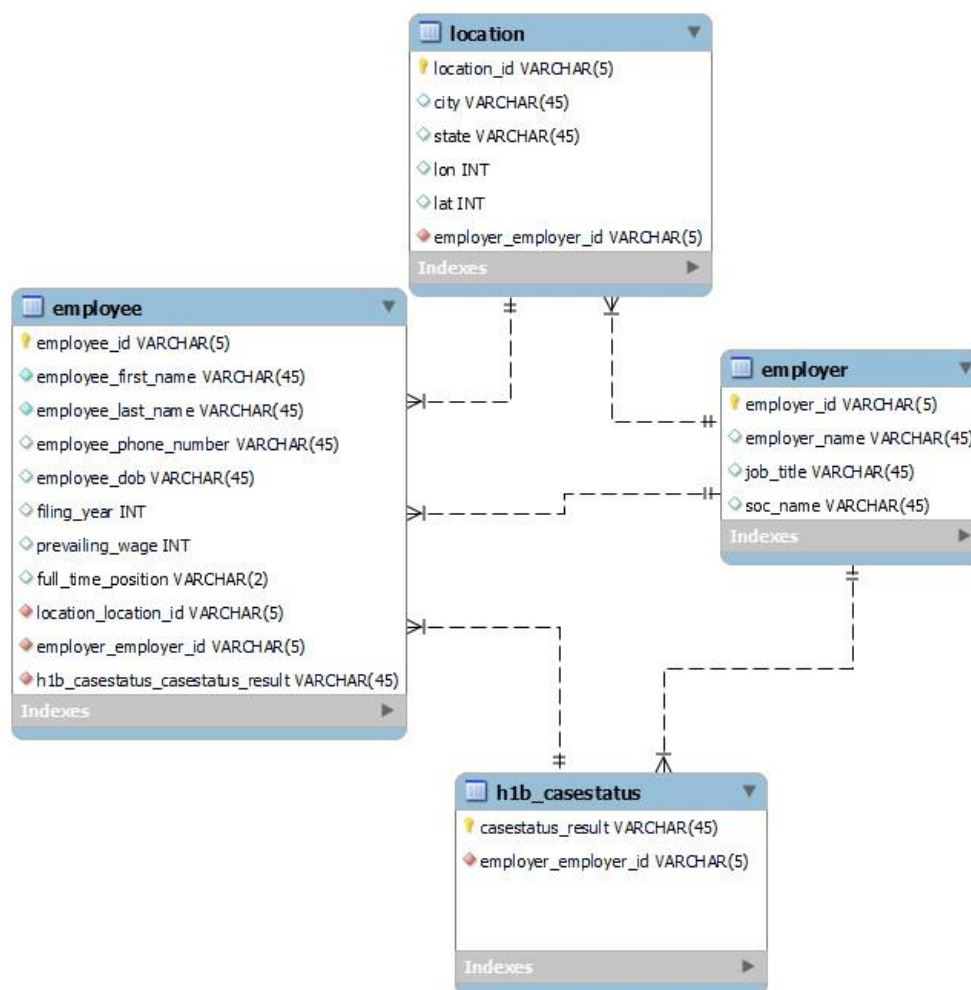 location
location_id VARCHAR(5)
city VARCHAR(45)
state VARCHAR(45)
lon INT
lat INT
employer_employer_id VARCHAR(5)
Indexes
employee
employee_id VARCHAR(5)
employee_first_name VARCHAR(45)
employee_last_name VARCHAR(45)
employee_phone_number VARCHAR(45)
employee_dob VARCHAR(45)
filing_year INT
prevailing_wage INT
full_time_position VARCHAR(2)
location_location_id VARCHAR(5)
employer_employer_id VARCHAR(5)
h1b_casestatus_casestatus_result VARCHAR(45)
Indexes
employer
employer_id VARCHAR(5)
employer_name VARCHAR(45)
job_title VARCHAR(45)
soc_name VARCHAR(45)
Indexes
h1b_casestatus
casestatus_result VARCHAR(45)
employer_employer_id VARCHAR(5)
Indexes